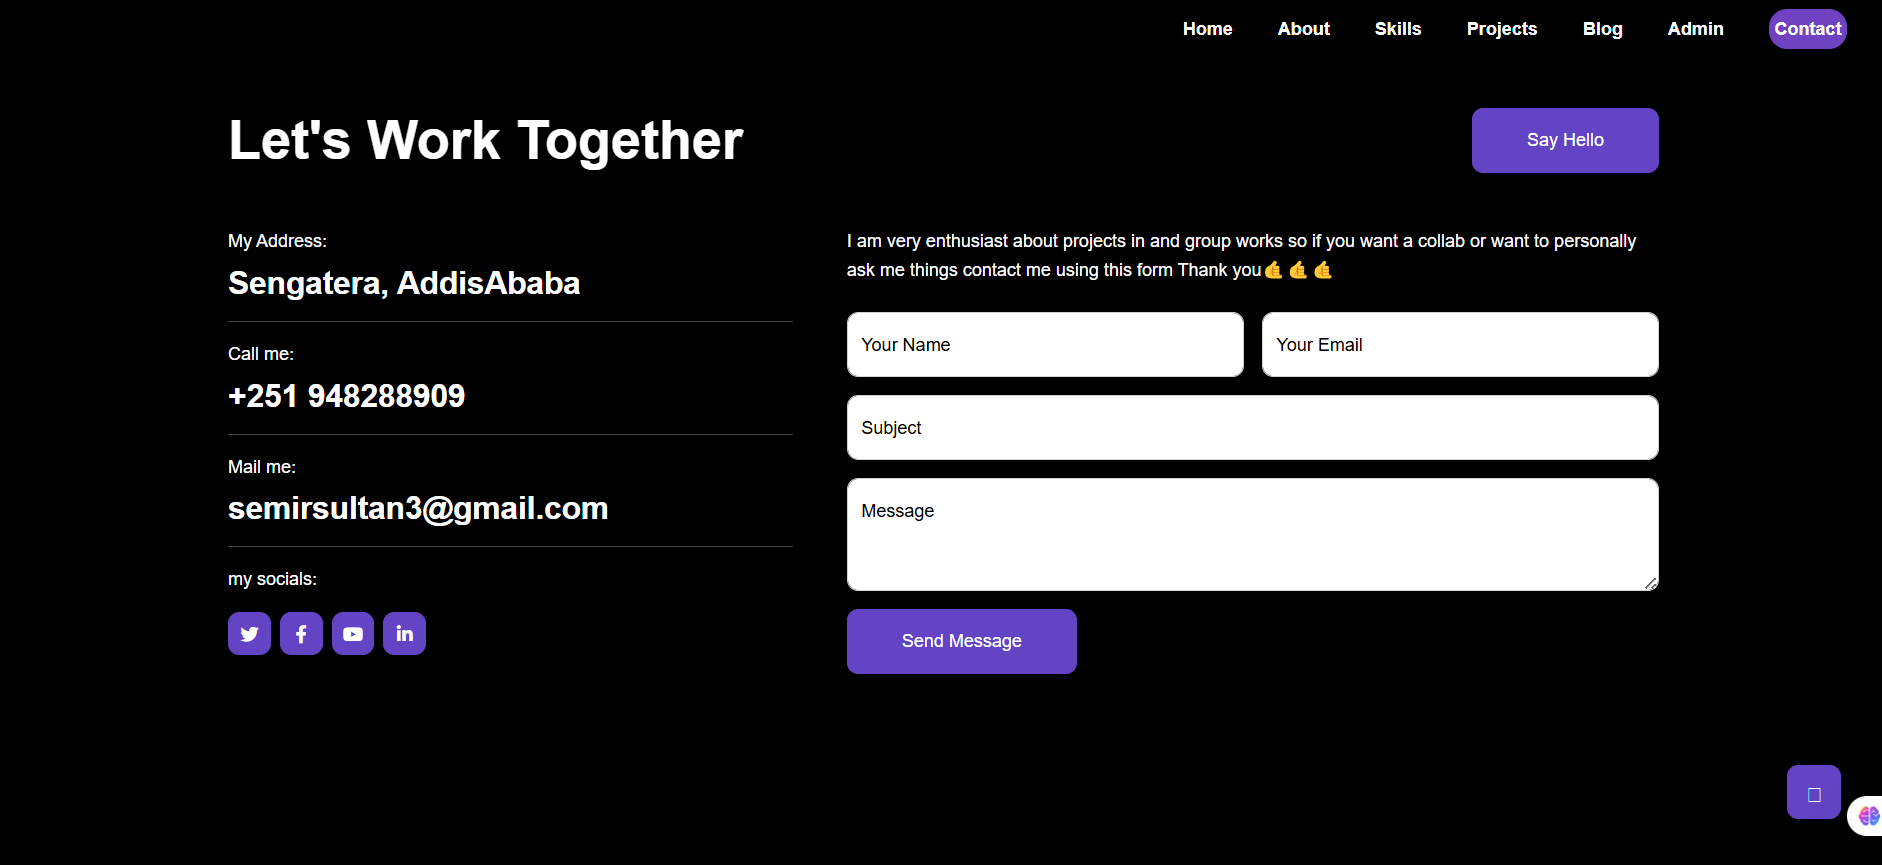 Home About Skills Projects Blog Admin Contact
Let's Work Together
Say Hello
My Address:
Sengatera, AddisAbaba
Call me:
+251 948288909
Mail me:
semirsultan3@gmail.com
my socials:
I am very enthusiast about projects in and group works so if you want a collab or want to personally
ask me things contact me using this form Thank you🤙🤙🤙
Your Name
Your Email
Subject
Message
Send Message